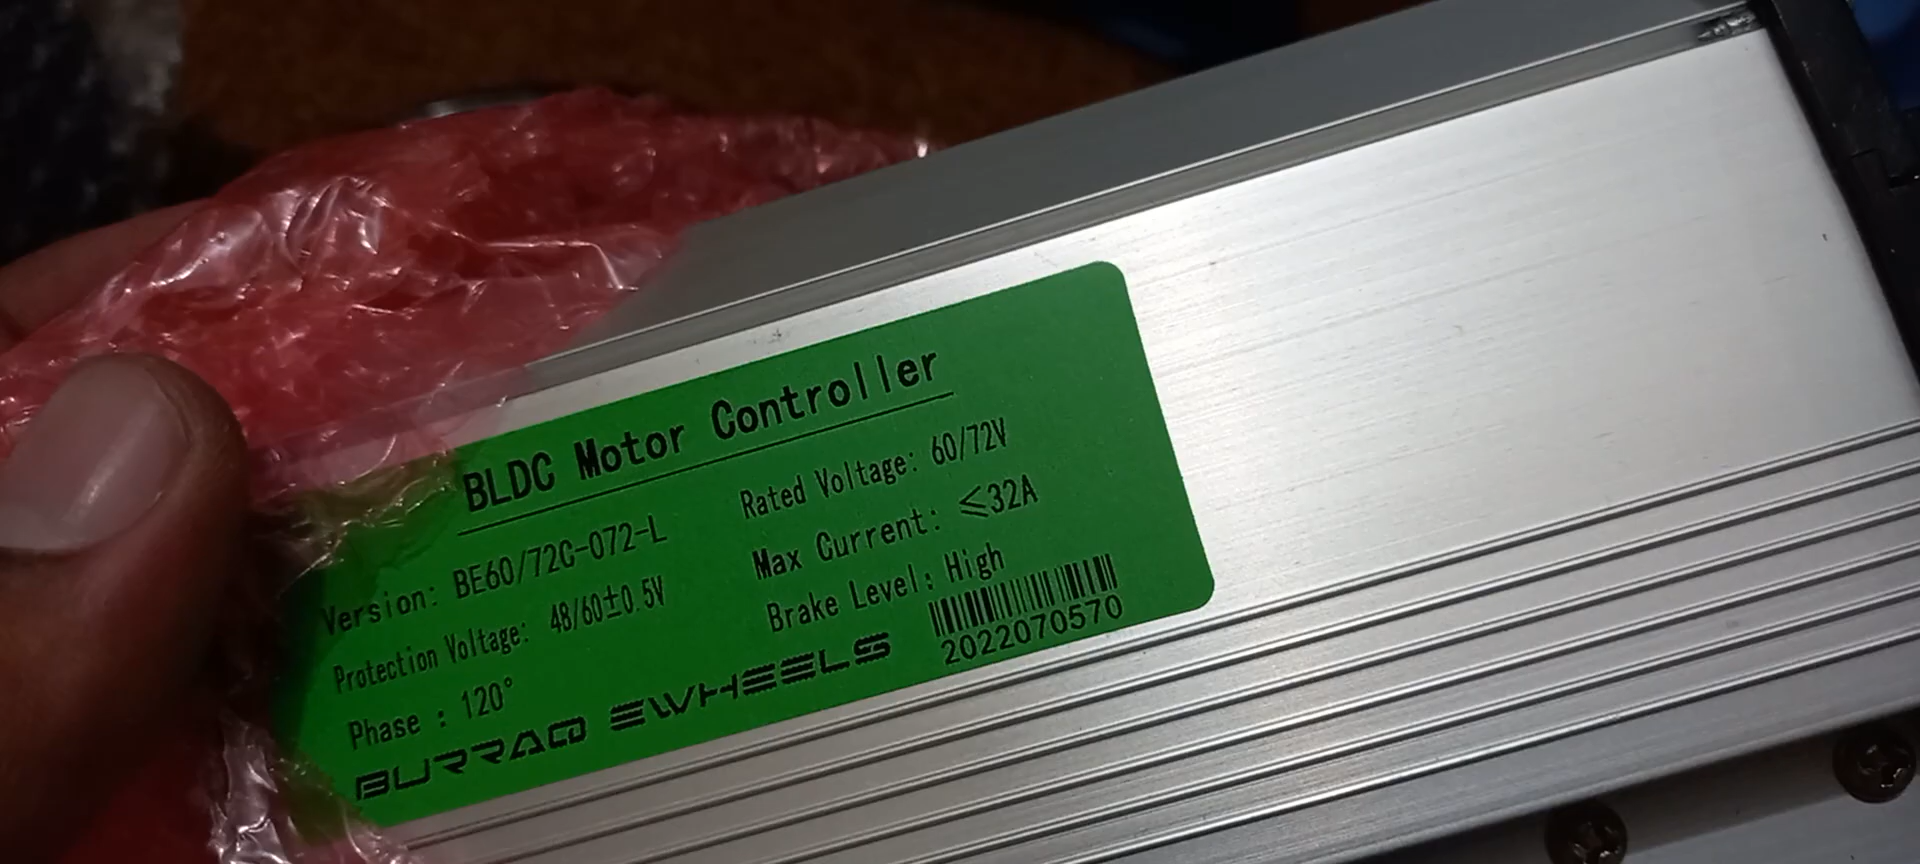 BLDC Motor Controller
Version: BE60/72C-072-L
Rated Voltage: 60/72V
Protection Voltage: 48/60±0.5V
Max Current: ≤32A
Phase : 120°
Brake Level: High
BURRAQ EWHEELS
2022070570